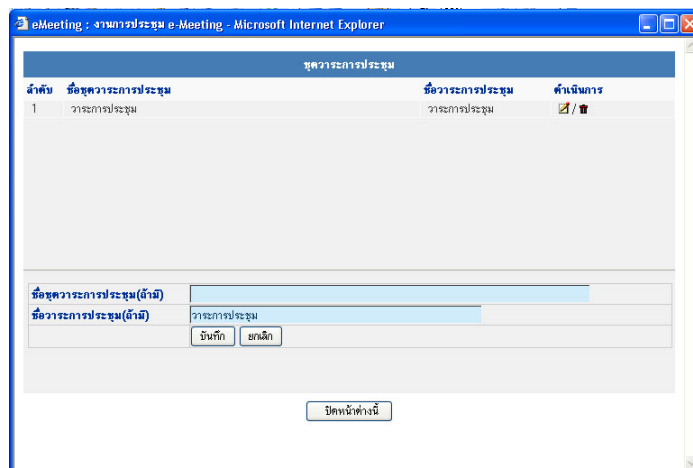 eMeeting : งานการประชุม e-Meeting - Microsoft Internet Explorer
ชุดวาระการประชุม
ลำดับ ชื่อชุดวาระการประชุม ชื่อวาระการประชุม ดำเนินการ
1 วาระการประชุม วาระการประชุม /
ชื่อชุดวาระการประชุม(ถ้ามี)
ชื่อวาระการประชุม(ถ้ามี) วาระการประชุม
บันทึก ยกเลิก
ปิดหน้าต่างนี้